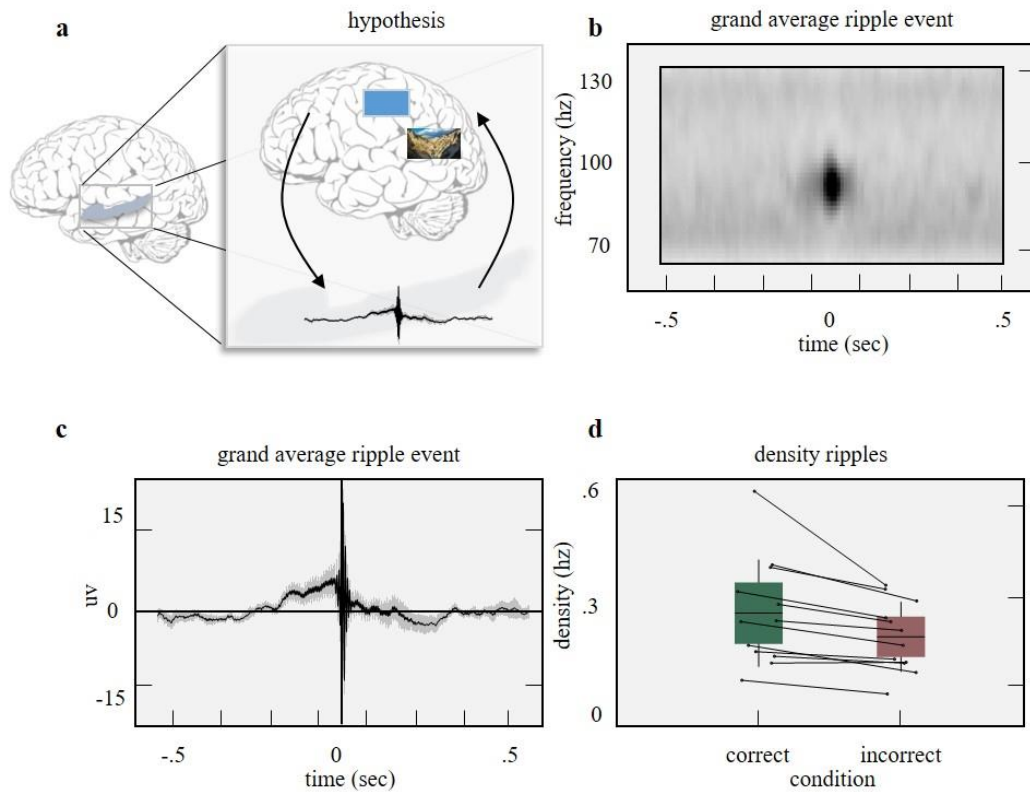 a
hypothesis
b
grand average ripple event
frequency (hz)
130
100
70
-.5
0
.5
time (sec)
c
grand average ripple event
uv
15
0
-15
-.5
0
.5
time (sec)
d
density ripples
density (hz)
.6
.3
0
correct
incorrect
condition